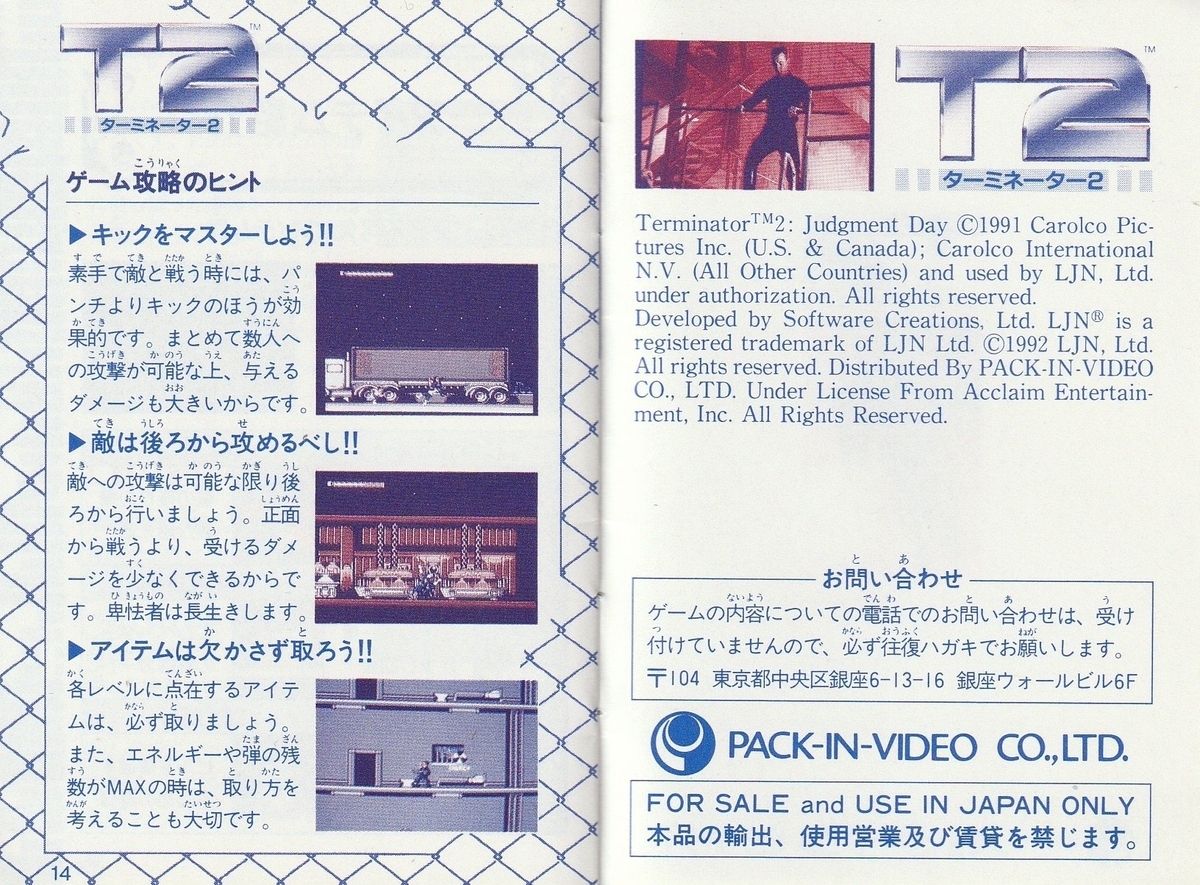 T2™
ターミネーター2
ゲーム攻略のヒント
▶キックをマスターしよう!!
素手で敵と戦う時には、パ
ンチよりキックのほうが効
果的です。まとめて数人へ
の攻撃が可能な上、与える
ダメージも大きいからです。
▶敵は後ろから攻めるべし!!
敵への攻撃は可能な限り後
ろから行いましょう。正面
から戦うより、受けるダメ
ージを少なくできるからで
す。卑怯者は長生きします。
▶アイテムは欠かさず取ろう!!
各レベルに点在するアイテ
ムは、必ず取りましょう。
また、エネルギーや弾の残
数がMAXの時は、取り方を
考えることも大切です。
14
T2™
ターミネーター2
Terminator™2: Judgment Day ©1991 Carolco Pic-
tures Inc. (U.S. & Canada); Carolco International
N.V. (All Other Countries) and used by LJN, Ltd.
under authorization. All rights reserved.
Developed by Software Creations, Ltd. LJN® is a
registered trademark of LJN Ltd. ©1992 LJN, Ltd.
All rights reserved. Distributed By PACK-IN-VIDEO
CO., LTD. Under License From Acclaim Entertain-
ment, Inc. All Rights Reserved.
お問い合わせ
ゲームの内容についての電話でのお問い合わせは、受け
付けていませんので、必ず往復ハガキでお願いします。
〒104 東京都中央区銀座6-13-16 銀座ウォールビル6F
PACK-IN-VIDEO CO.,LTD.
FOR SALE and USE IN JAPAN ONLY
本品の輸出、使用営業及び賃貸を禁じます。